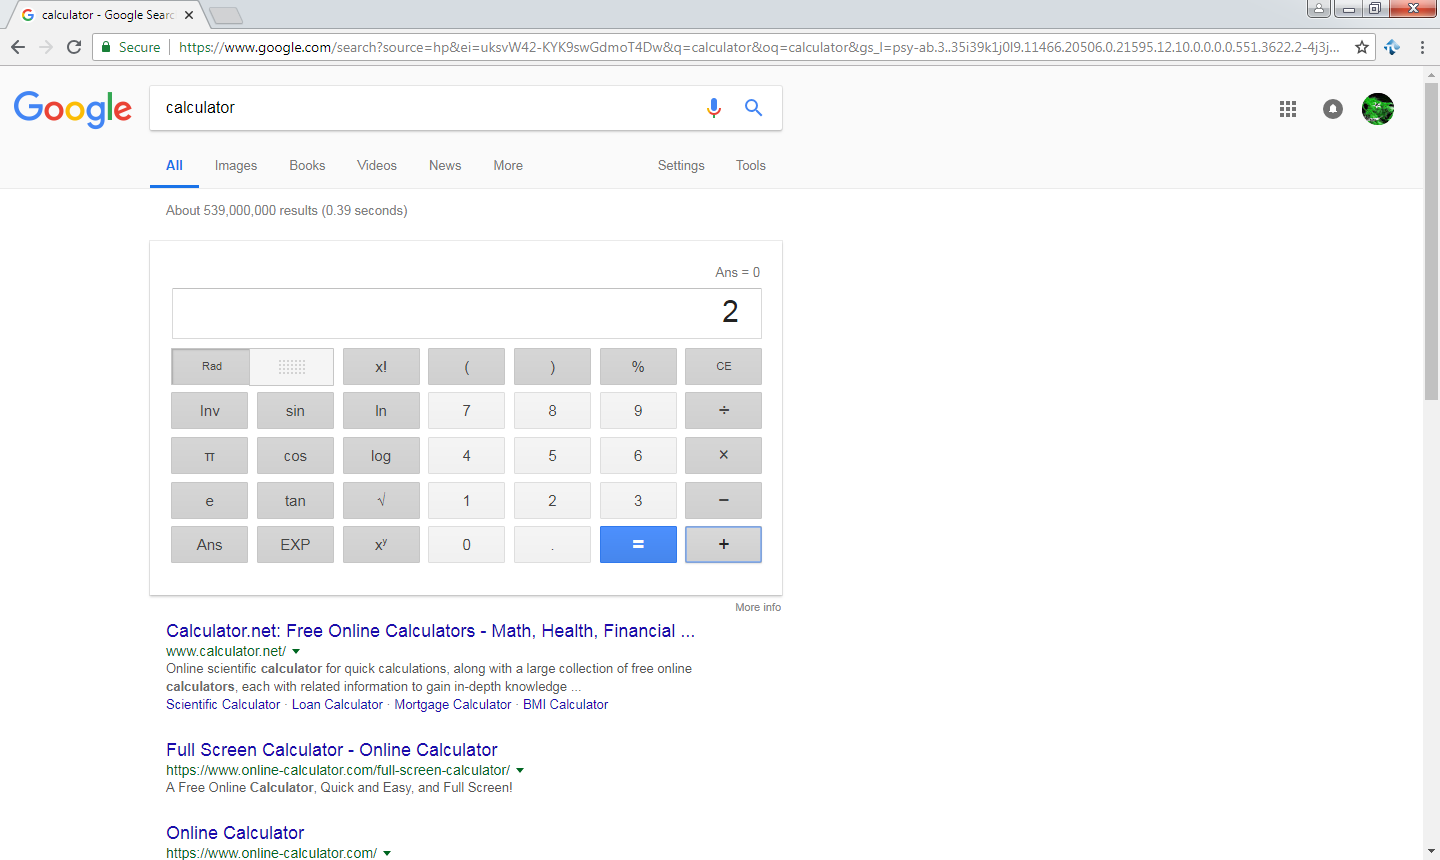 calculator - Google Searc
Secure https://www.google.com/search?source=hp&ei=uksvW42-KYK9swGdmoT4Dw&q=calculator&oq=calculator&gs_l=psy-ab.3..35i39k1j0l9.11466.20506.0.21595.12.10.0.0.0.0.551.3622.2-4j3j...
Google calculator
All Images Books Videos News More Settings Tools
About 539,000,000 results (0.39 seconds)
Ans = 0
2
Rad x! ( ) % CE
Inv sin ln 7 8 9 ÷
π cos log 4 5 6 ×
e tan √ 1 2 3 −
Ans EXP xʸ 0 . = +
More info
Calculator.net: Free Online Calculators - Math, Health, Financial ...
www.calculator.net/
Online scientific calculator for quick calculations, along with a large collection of free online
calculators, each with related information to gain in-depth knowledge ...
Scientific Calculator · Loan Calculator · Mortgage Calculator · BMI Calculator
Full Screen Calculator - Online Calculator
https://www.online-calculator.com/full-screen-calculator/
A Free Online Calculator, Quick and Easy, and Full Screen!
Online Calculator
https://www.online-calculator.com/